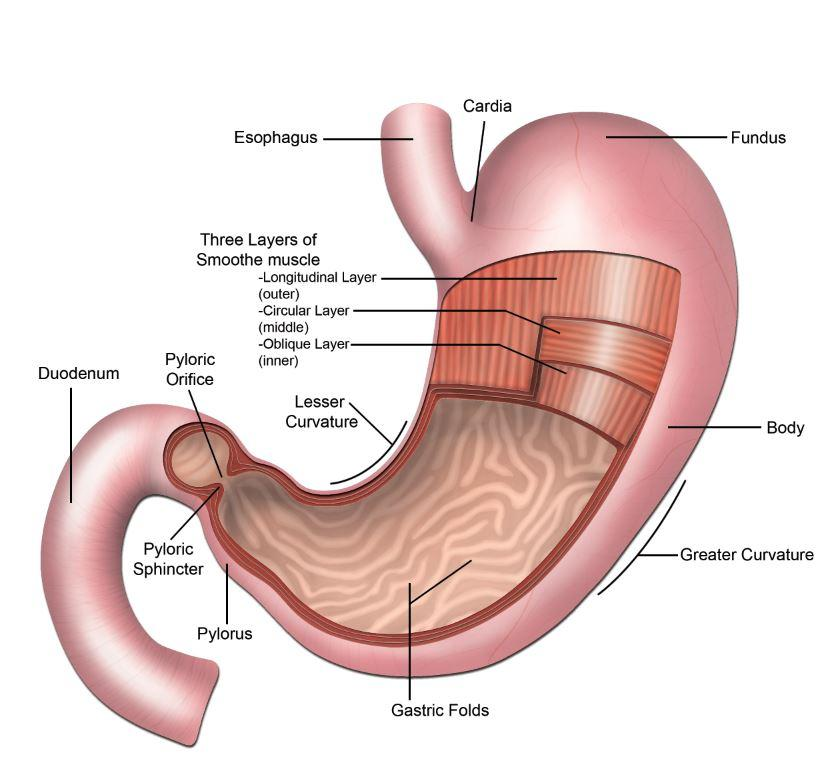 Cardia
Esophagus
Fundus
Three Layers of
Smoothe muscle
-Longitudinal Layer
(outer)
-Circular Layer
(middle)
-Oblique Layer
(inner)
Pyloric
Orifice
Duodenum
Lesser
Curvature
Body
Pyloric
Sphincter
Greater Curvature
Pylorus
Gastric Folds